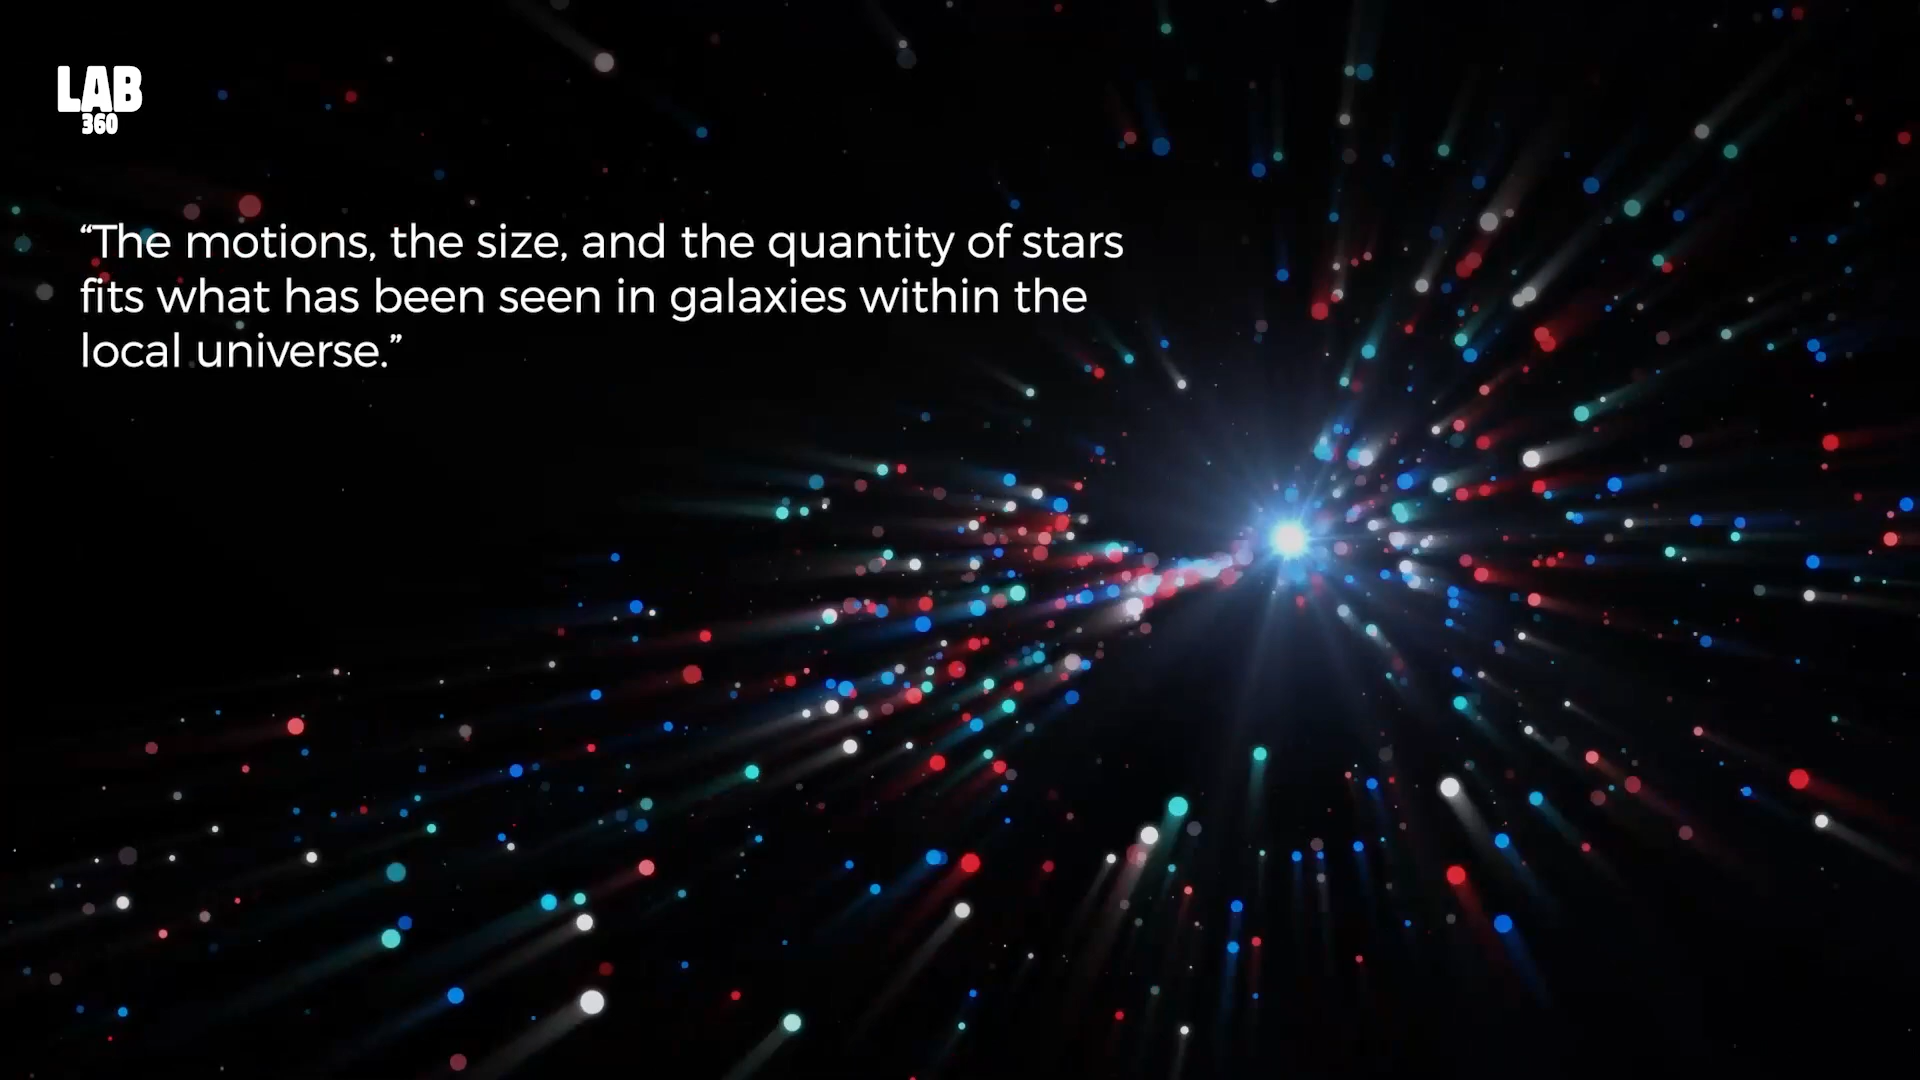 LAB
360
“The motions, the size, and the quantity of stars
fits what has been seen in galaxies within the
local universe.”